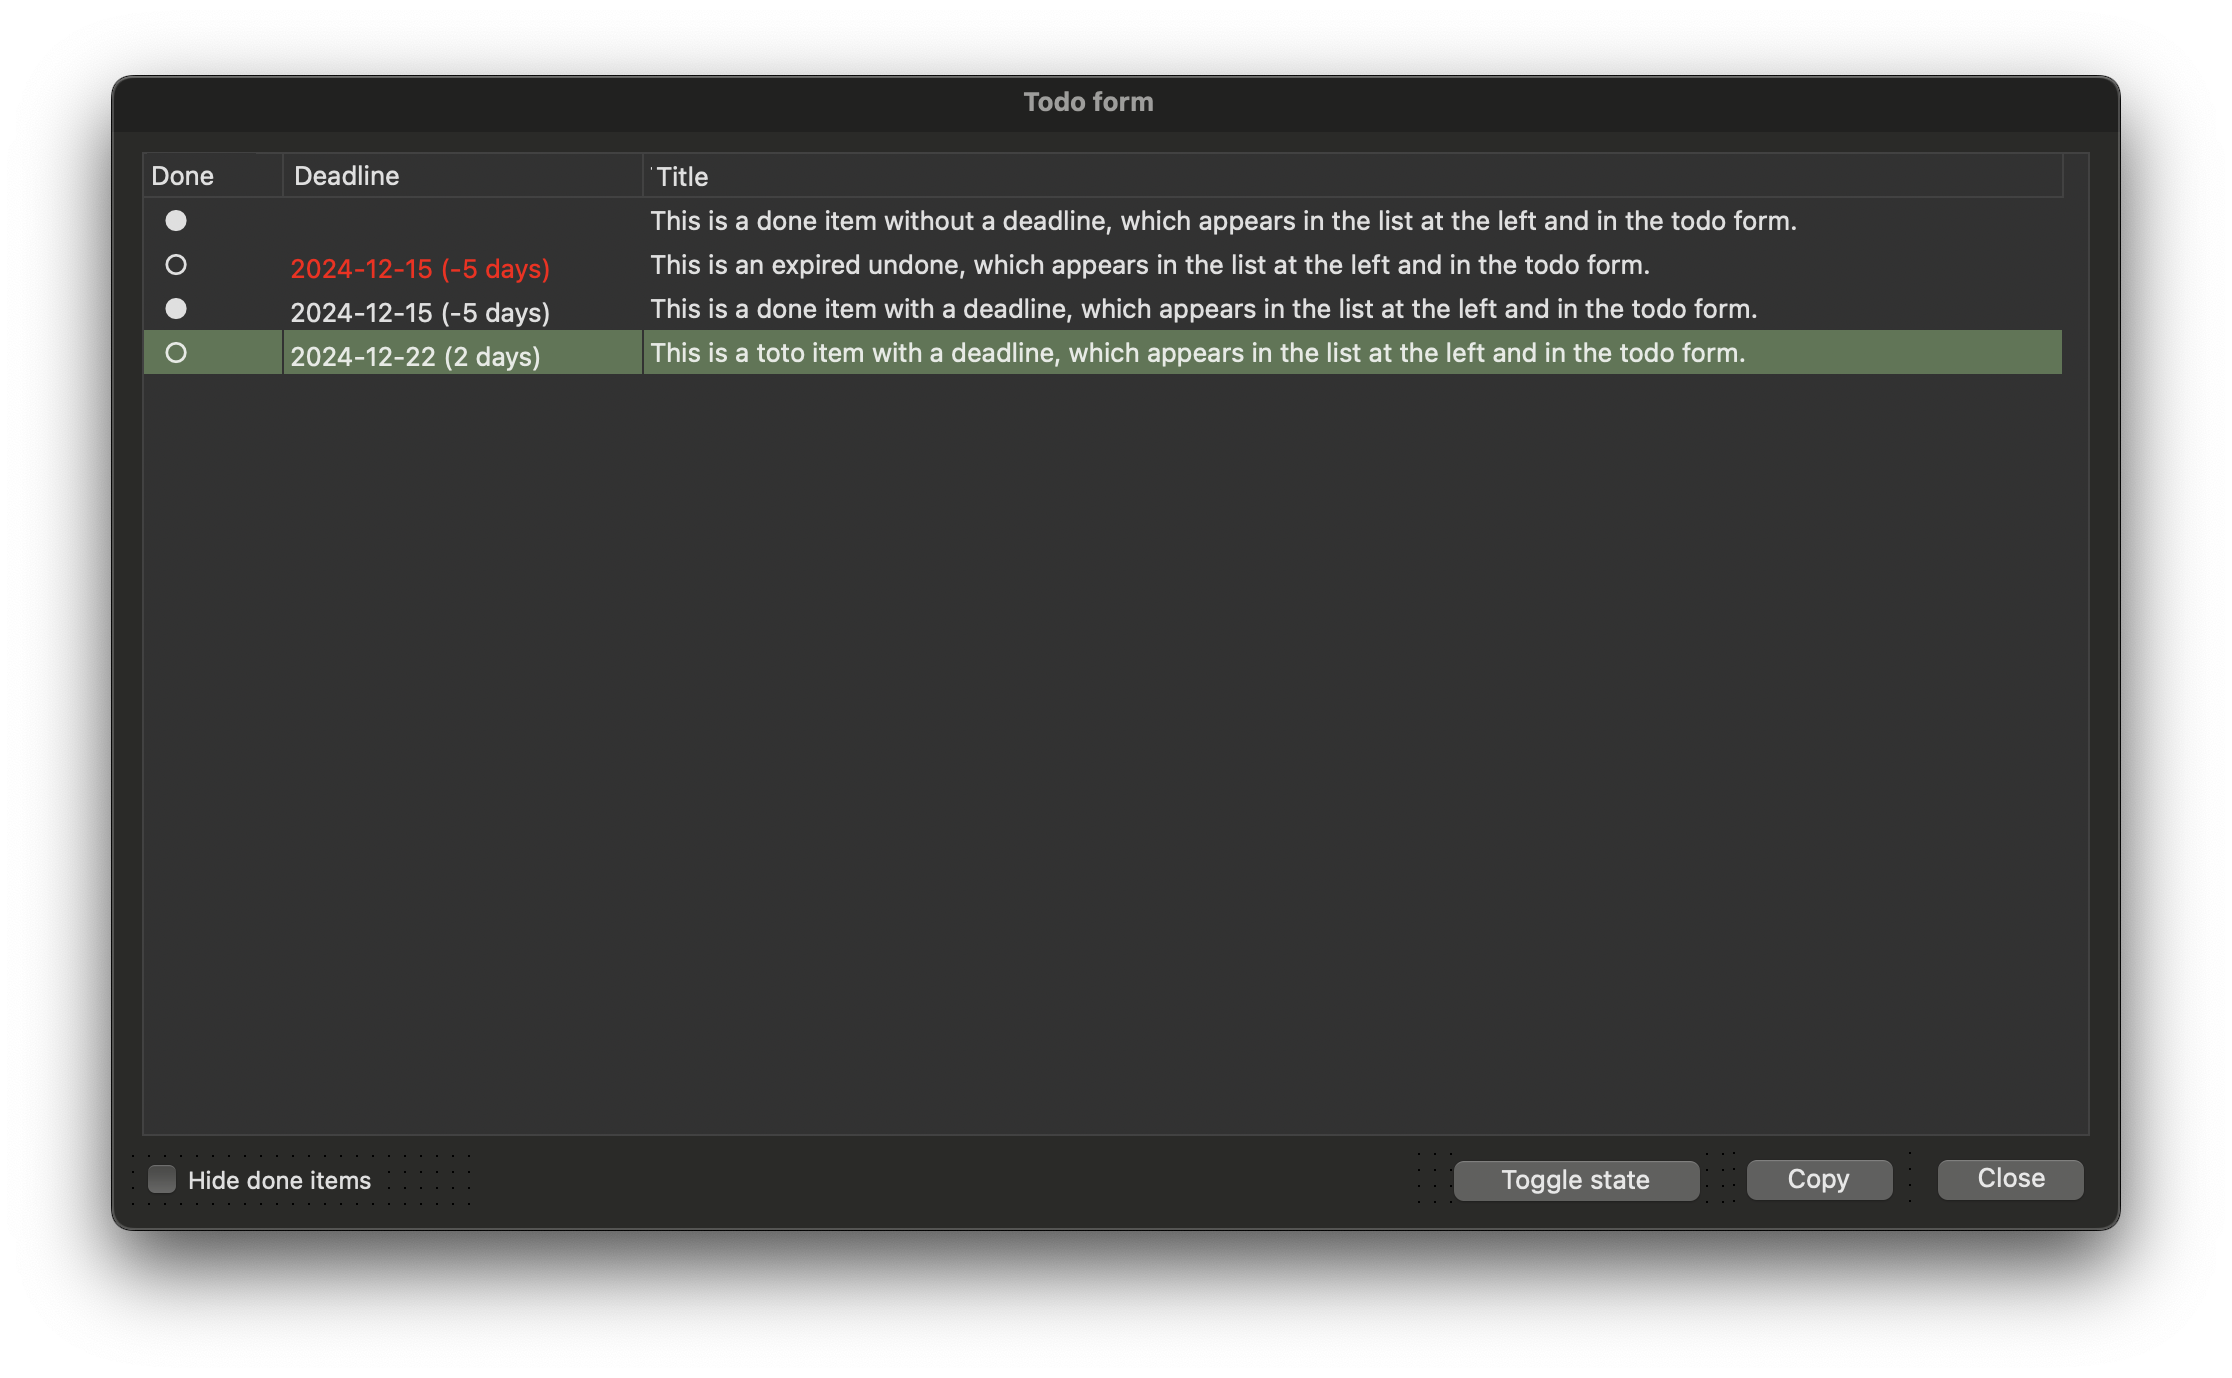 Todo form
Done Deadline Title
This is a done item without a deadline, which appears in the list at the left and in the todo form.
2024-12-15 (-5 days) This is an expired undone, which appears in the list at the left and in the todo form.
2024-12-15 (-5 days) This is a done item with a deadline, which appears in the list at the left and in the todo form.
2024-12-22 (2 days) This is a toto item with a deadline, which appears in the list at the left and in the todo form.
Hide done items Toggle state Copy Close